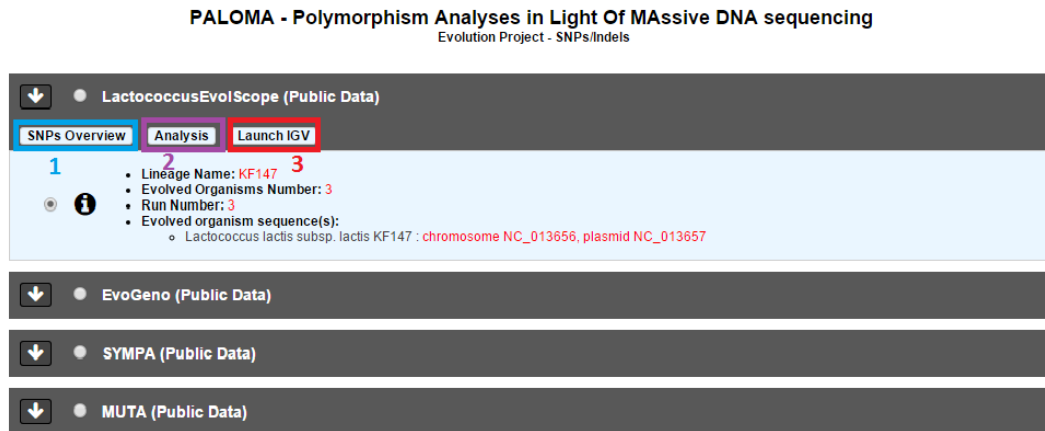 PALOMA - Polymorphism Analyses in Light Of MAssive DNA sequencing
Evolution Project - SNPs/Indels
LactococcusEvolScope (Public Data)
SNPs Overview Analysis Launch IGV
1 2 3
Lineage Name: KF147
Evolved Organisms Number: 3
Run Number: 3
Evolved organism sequence(s):
Lactococcus lactis subsp. lactis KF147 : chromosome NC_013656, plasmid NC_013657
EvoGeno (Public Data)
SYMPA (Public Data)
MUTA (Public Data)